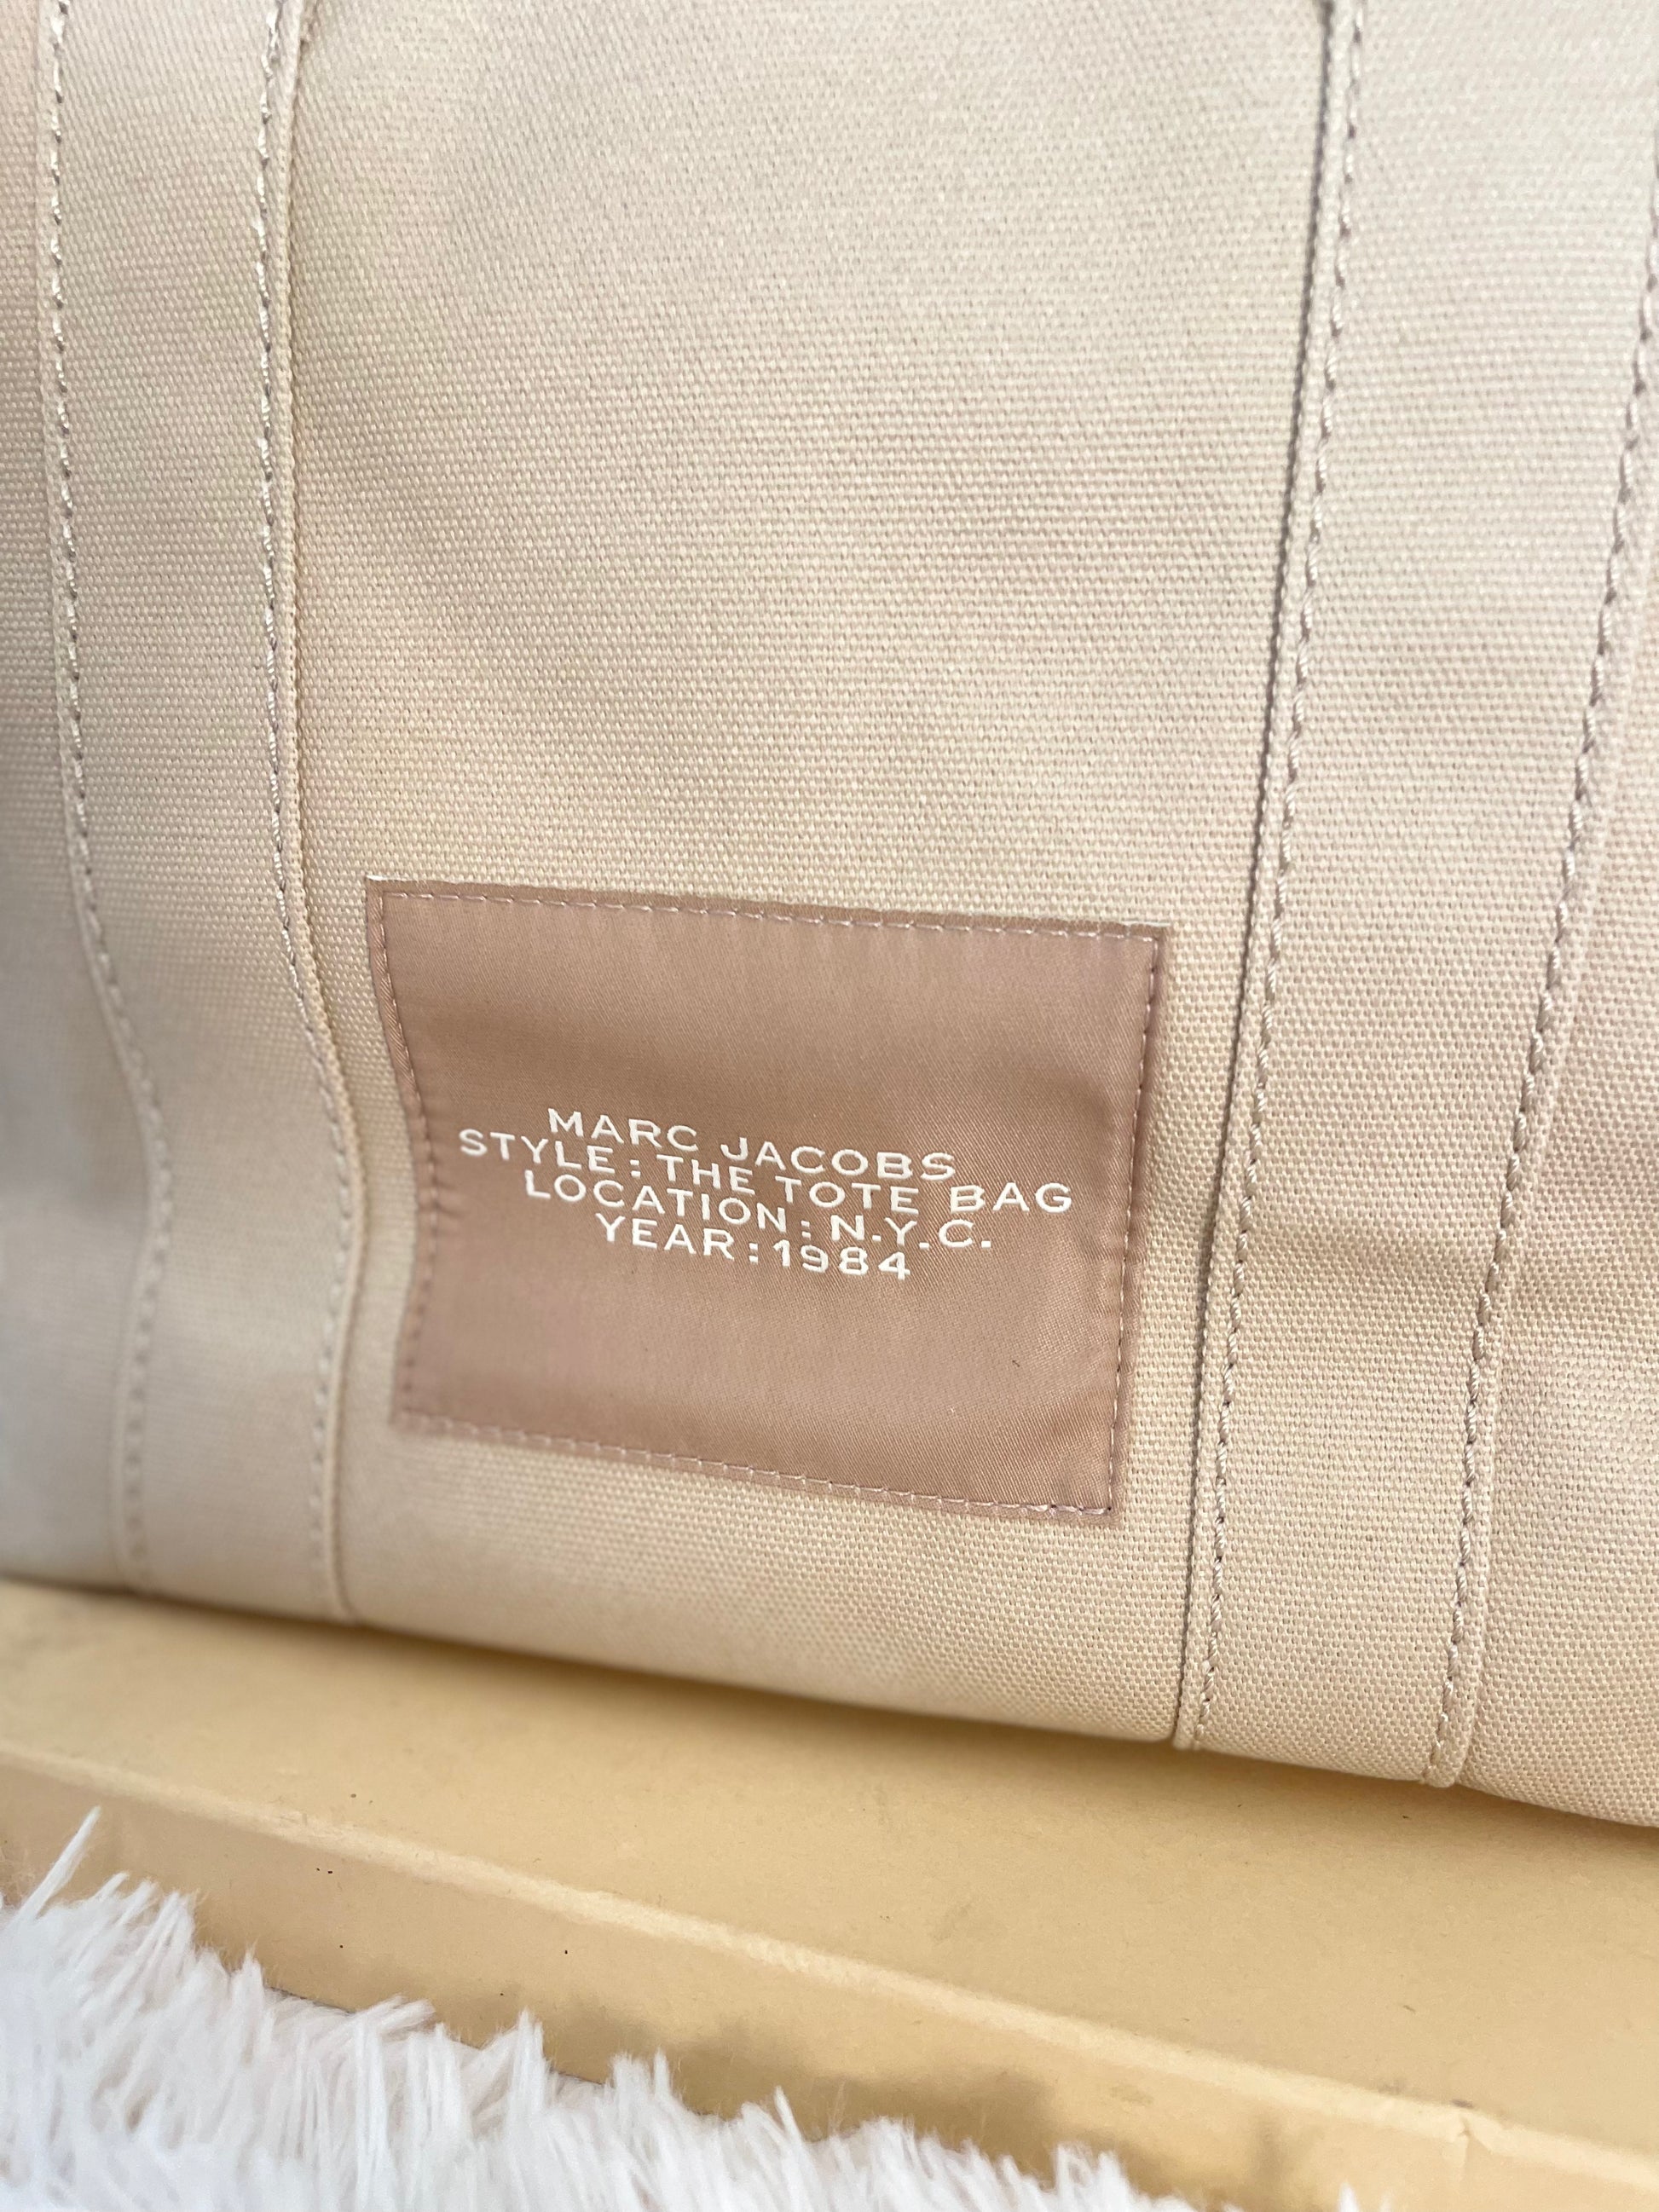 MARC JACOBS
STYLE: THE TOTE BAG
LOCATION: N.Y.C.
YEAR:1984